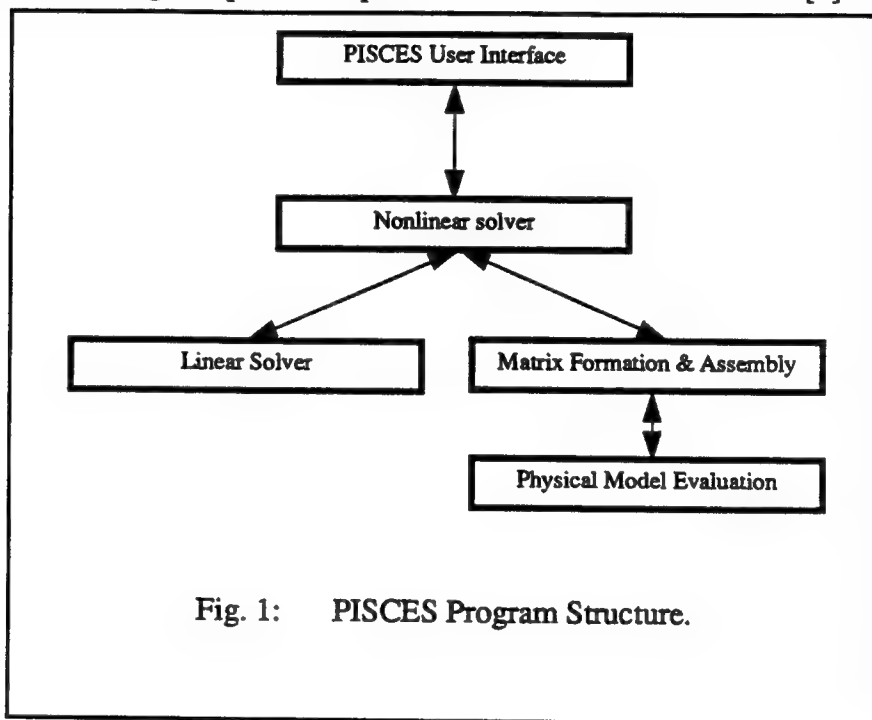 PISCES User Interface
Nonlinear solver
Linear Solver
Matrix Formation & Assembly
Physical Model Evaluation
Fig. 1: PISCES Program Structure.